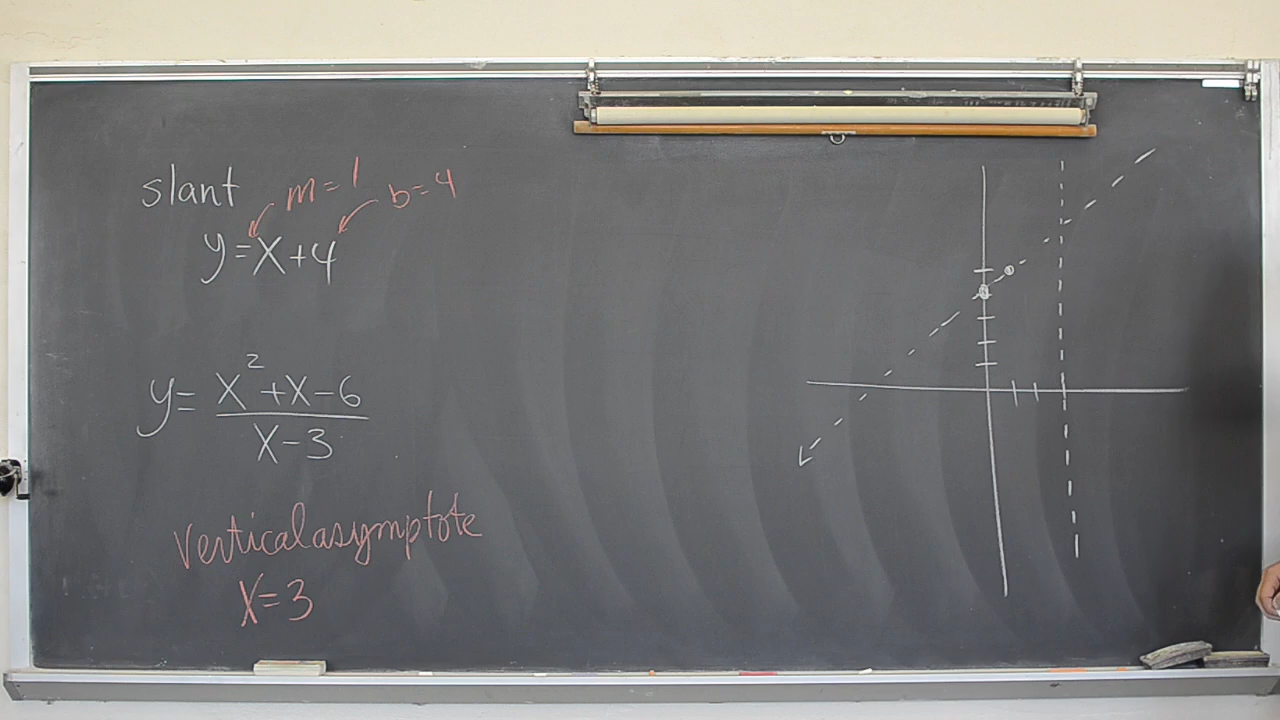 slant
m=1
b=4
y=x+4
y= x²+x-6
x-3
Vertical asymptote
x=3